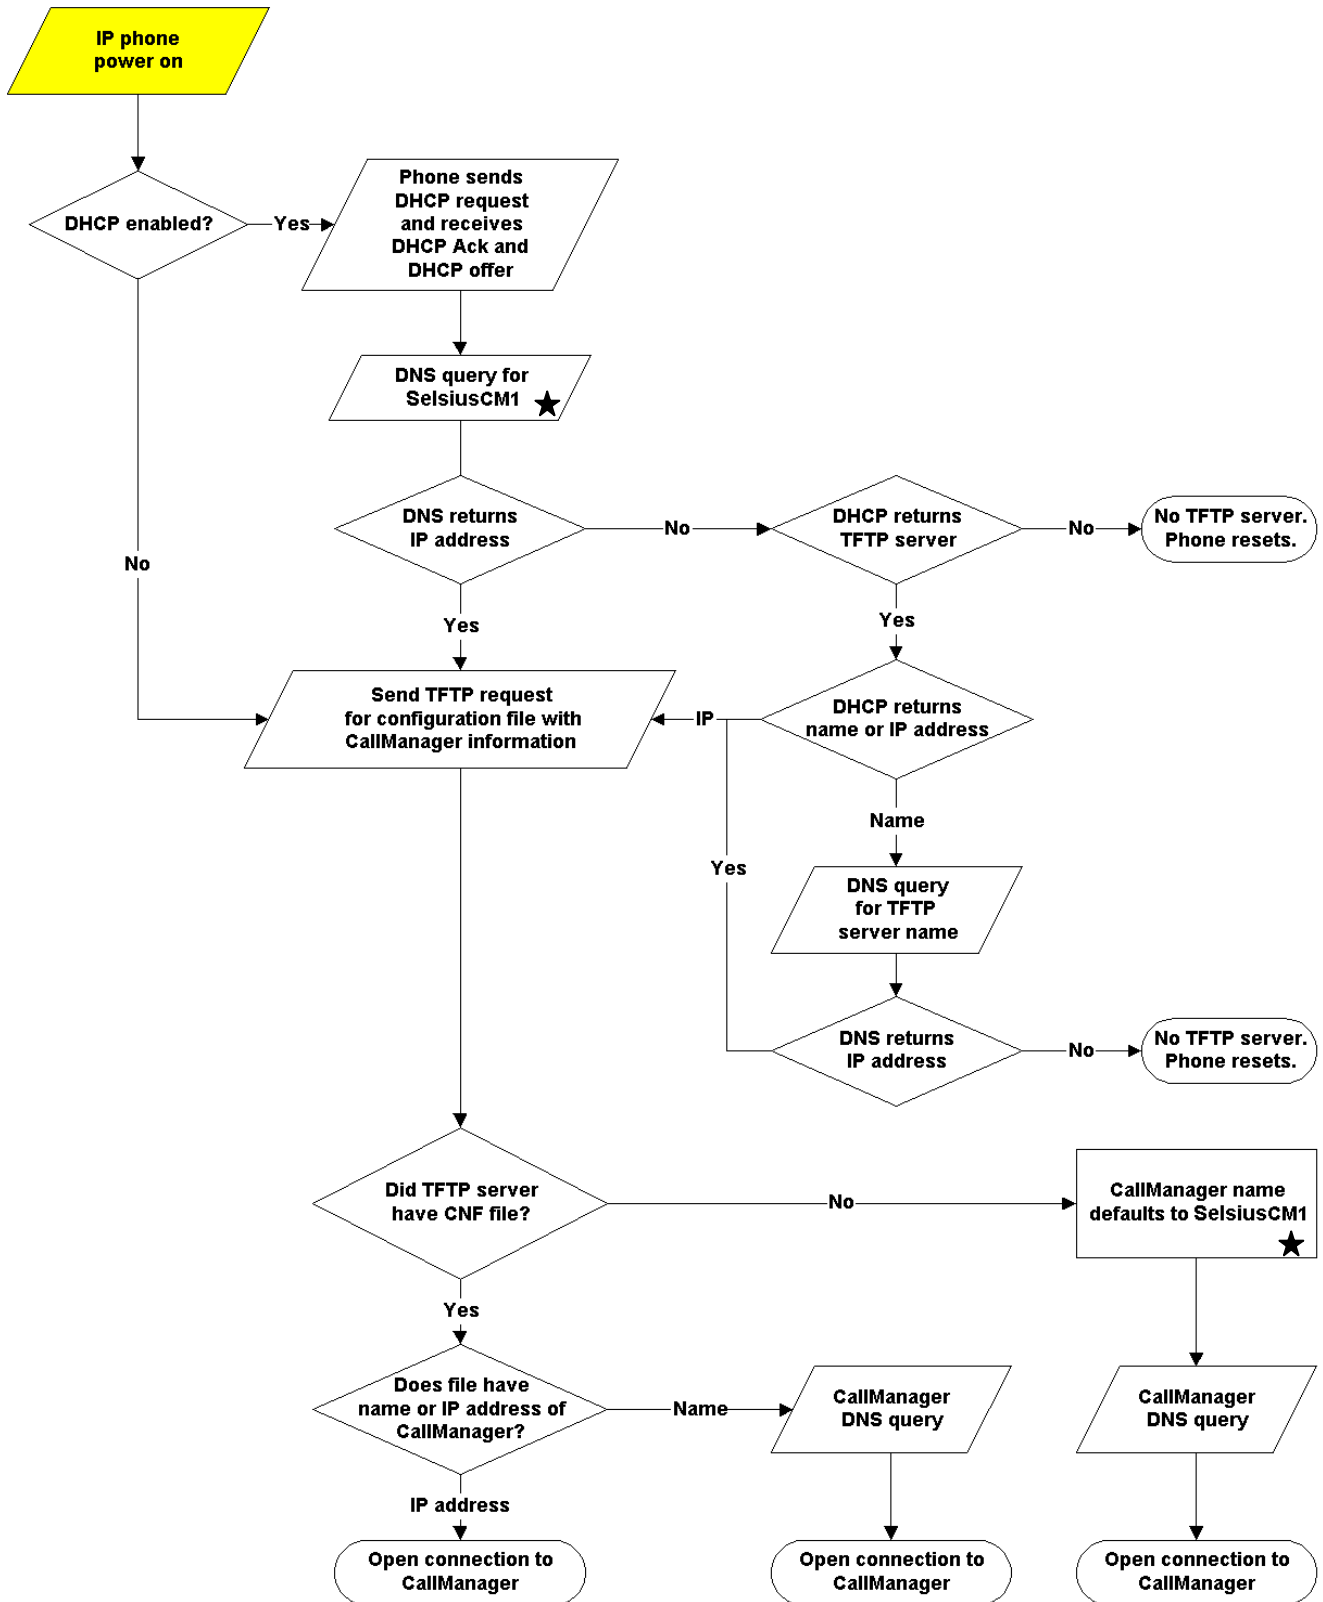 IP phone
power on
DHCP enabled?
Yes
Phone sends
DHCP request
and receives
DHCP Ack and
DHCP offer
DNS query for
SelsiusCM1
DNS returns
IP address
No
DHCP returns
TFTP server
No
No TFTP server.
Phone resets.
No
Yes
Yes
Send TFTP request
for configuration file with
CallManager information
IP
DHCP returns
name or IP address
Name
Yes
DNS query
for TFTP
server name
DNS returns
IP address
No
No TFTP server.
Phone resets.
Did TFTP server
have CNF file?
No
CallManager name
defaults to SelsiusCM1
Yes
Does file have
name or IP address of
CallManager?
Name
CallManager
DNS query
CallManager
DNS query
IP address
Open connection to
CallManager
Open connection to
CallManager
Open connection to
CallManager